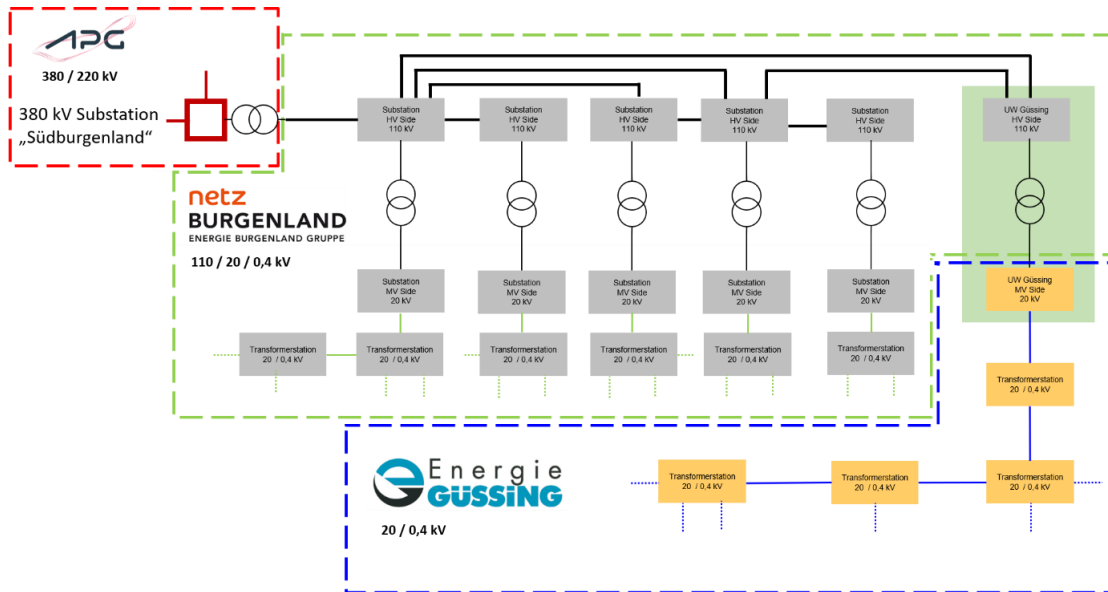 APG
380 / 220 kV
380 kV Substation
„Südburgenland“
Substation
HV Side
110 kV
Substation
HV Side
110 kV
Substation
HV Side
110 kV
Substation
HV Side
110 kV
Substation
HV Side
110 kV
UW Güssing
HV Side
110 kV
netz
BURGENLAND
ENERGIE BURGENLAND GRUPPE
110 / 20 / 0,4 kV
Substation
MV Side
20 kV
Substation
MV Side
20 kV
Substation
MV Side
20 kV
Substation
MV Side
20 kV
Substation
MV Side
20 kV
UW Güssing
MV Side
20 kV
Transformerstation
20 / 0,4 kV
Transformerstation
20 / 0,4 kV
Transformerstation
20 / 0,4 kV
Transformerstation
20 / 0,4 kV
Transformerstation
20 / 0,4 kV
Transformerstation
20 / 0,4 kV
Transformerstation
20 / 0,4 kV
Energie
GÜSSING
20 / 0,4 kV
Transformerstation
20 / 0,4 kV
Transformerstation
20 / 0,4 kV
Transformerstation
20 / 0,4 kV